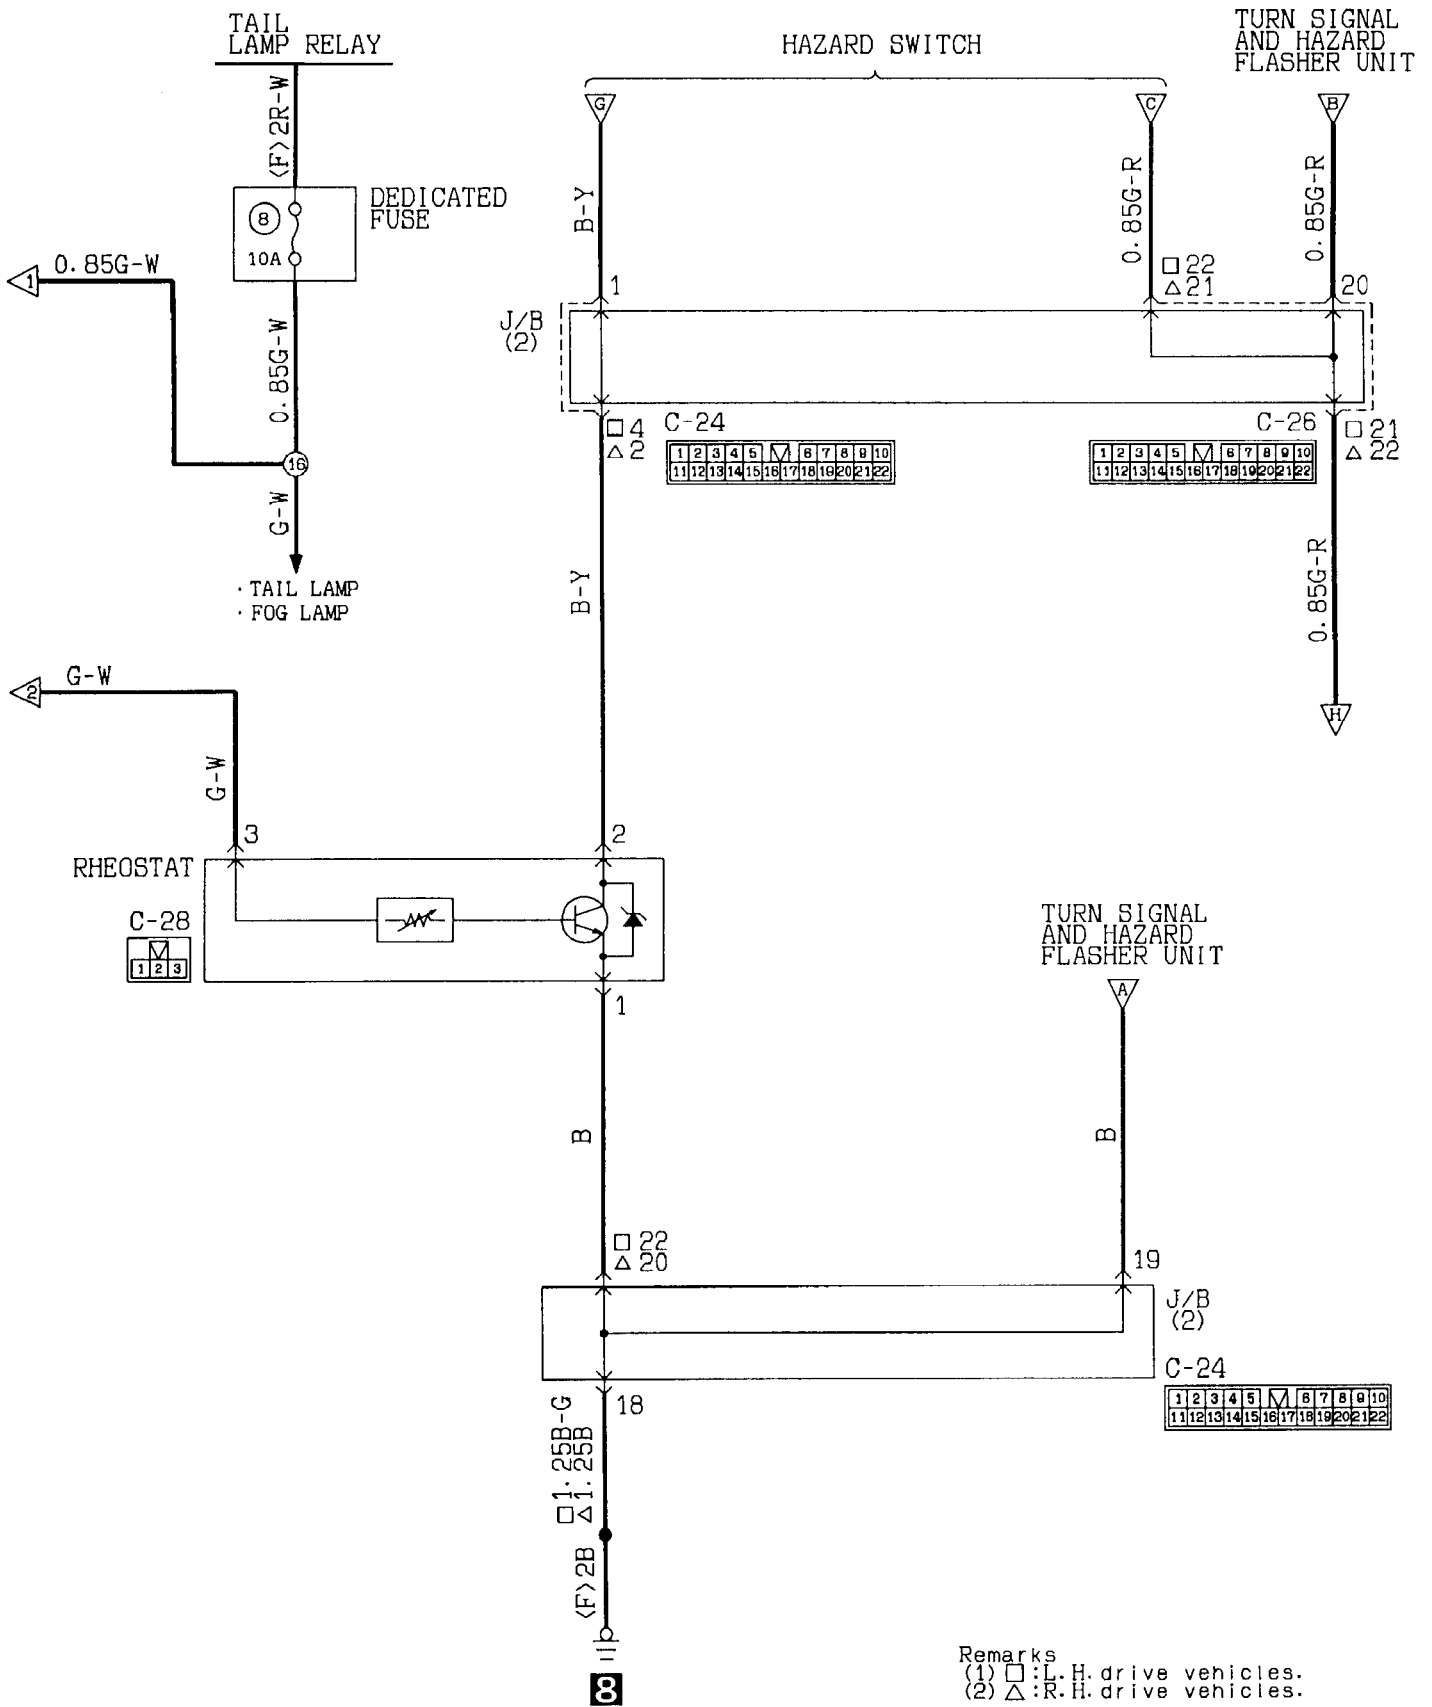 TAIL
LAMP RELAY
HAZARD SWITCH
TURN SIGNAL
AND HAZARD
FLASHER UNIT
<F>2R-W
G
C
B
DEDICATED
FUSE
8
10A
B-Y
0.85G-R
0.85G-R
1
0.85G-W
□22
△21
1
20
J/B
(2)
0.85G-W
□4
△2
C-24
1 2 3 4 5 6 7 8 9 10
11 12 13 14 15 16 17 18 19 20 21 22
C-26
1 2 3 4 5 6 7 8 9 10
11 12 13 14 15 16 17 18 19 20 21 22
□21
△22
16
G-W
· TAIL LAMP
· FOG LAMP
B-Y
0.85G-R
2
G-W
H
G-W
3
2
RHEOSTAT
C-28
1 2 3
1
TURN SIGNAL
AND HAZARD
FLASHER UNIT
A
B
B
□22
△20
19
J/B
(2)
C-24
1 2 3 4 5 6 7 8 9 10
11 12 13 14 15 16 17 18 19 20 21 22
18
□1.25B-G
△1.25B
<F>2B
8
Remarks
(1) □:L.H.drive vehicles.
(2) △:R.H.drive vehicles.